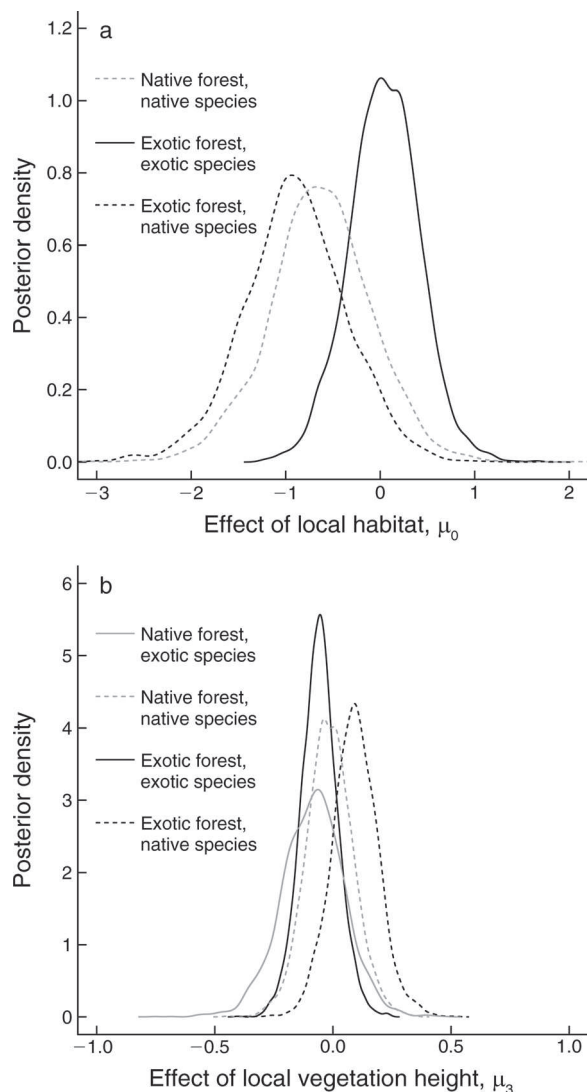 a
1.2
1.0
0.8
0.6
0.4
0.2
0.0
Posterior density
Native forest,
native species
Exotic forest,
exotic species
Exotic forest,
native species
−3
−2
−1
0
1
2
Effect of local habitat, μ0
b
6
5
4
3
2
1
0
Posterior density
Native forest,
exotic species
Native forest,
native species
Exotic forest,
exotic species
Exotic forest,
native species
−1.0
−0.5
0.0
0.5
1.0
Effect of local vegetation height, μ3